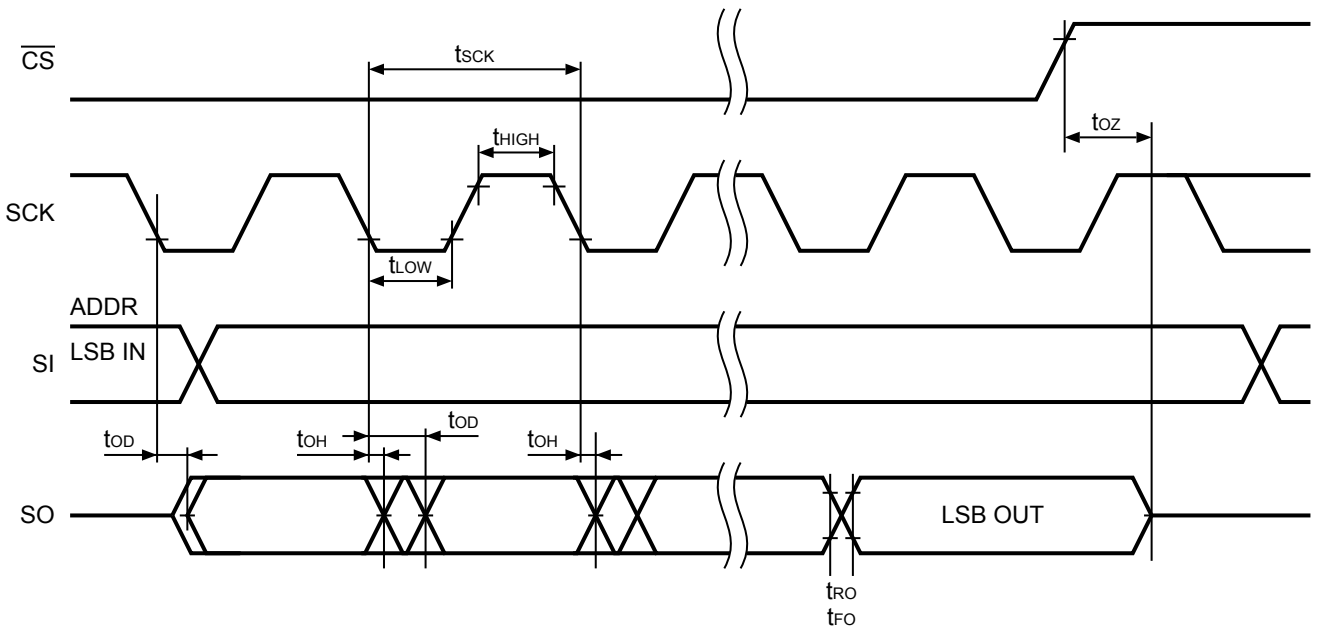 CS
tSCK
tHIGH
tOZ
SCK
tLOW
ADDR
LSB IN
SI
tOD
tOH
tOD
tOH
SO
LSB OUT
tRO
tFO